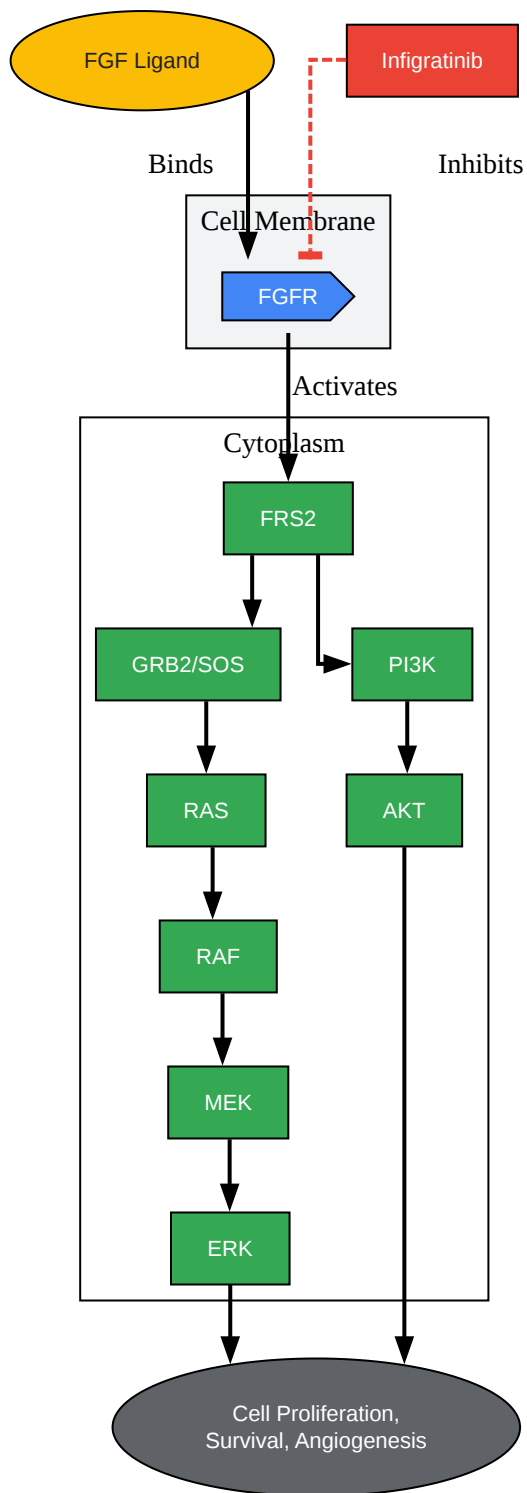 FGF Ligand
Infigratinib
Binds
Inhibits
Cell Membrane
FGFR
Activates
Cytoplasm
FRS2
GRB2/SOS
PI3K
RAS
AKT
RAF
MEK
ERK
Cell Proliferation,
Survival, Angiogenesis